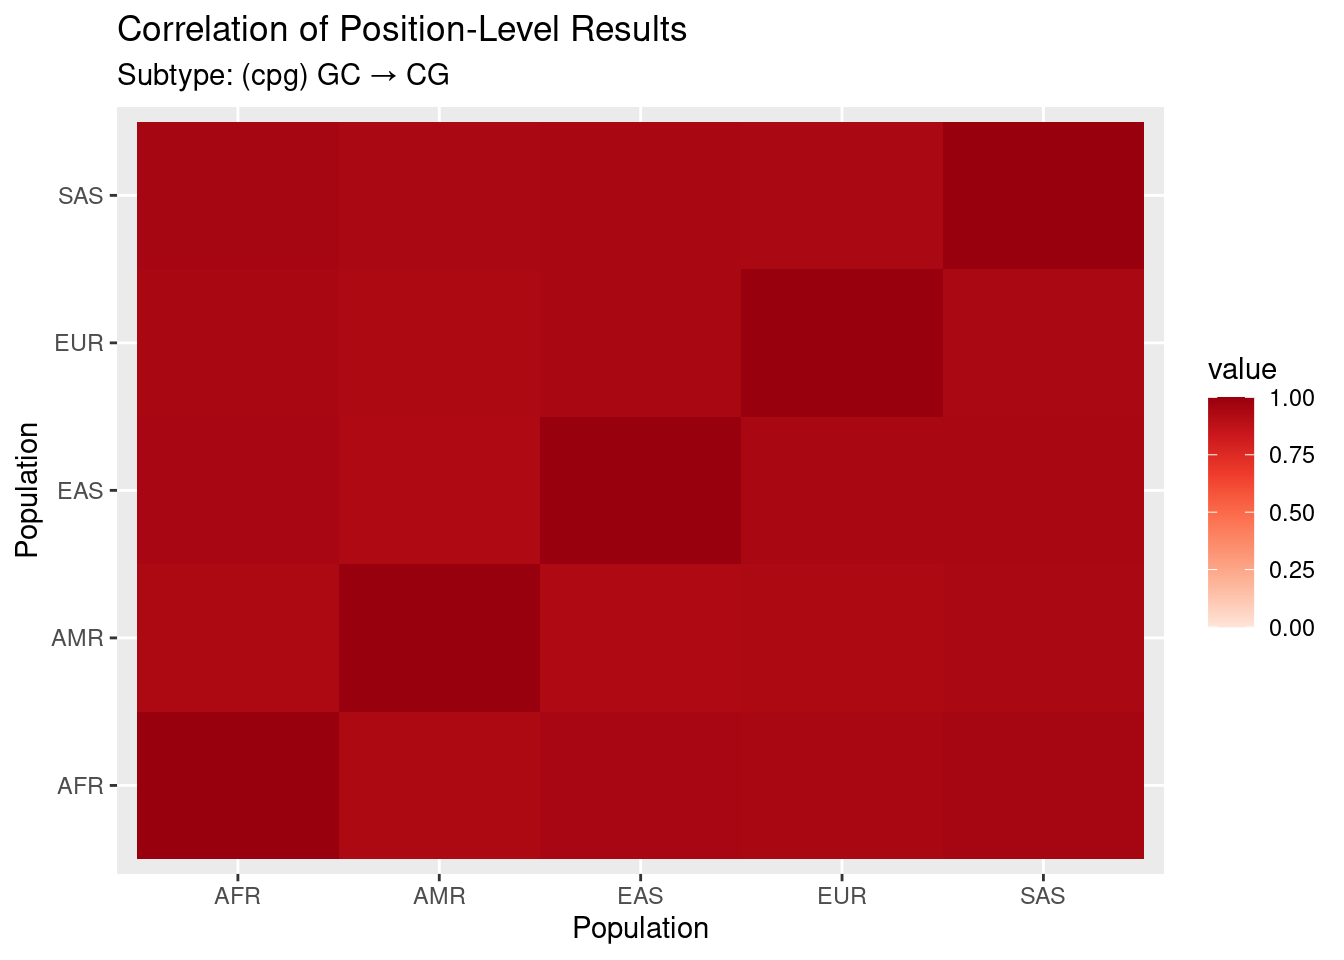 Correlation of Position-Level Results
Subtype: (cpg) GC → CG
SAS
EUR
EAS
AMR
AFR
Population
AFR AMR EAS EUR SAS
Population
value
1.00
0.75
0.50
0.25
0.00